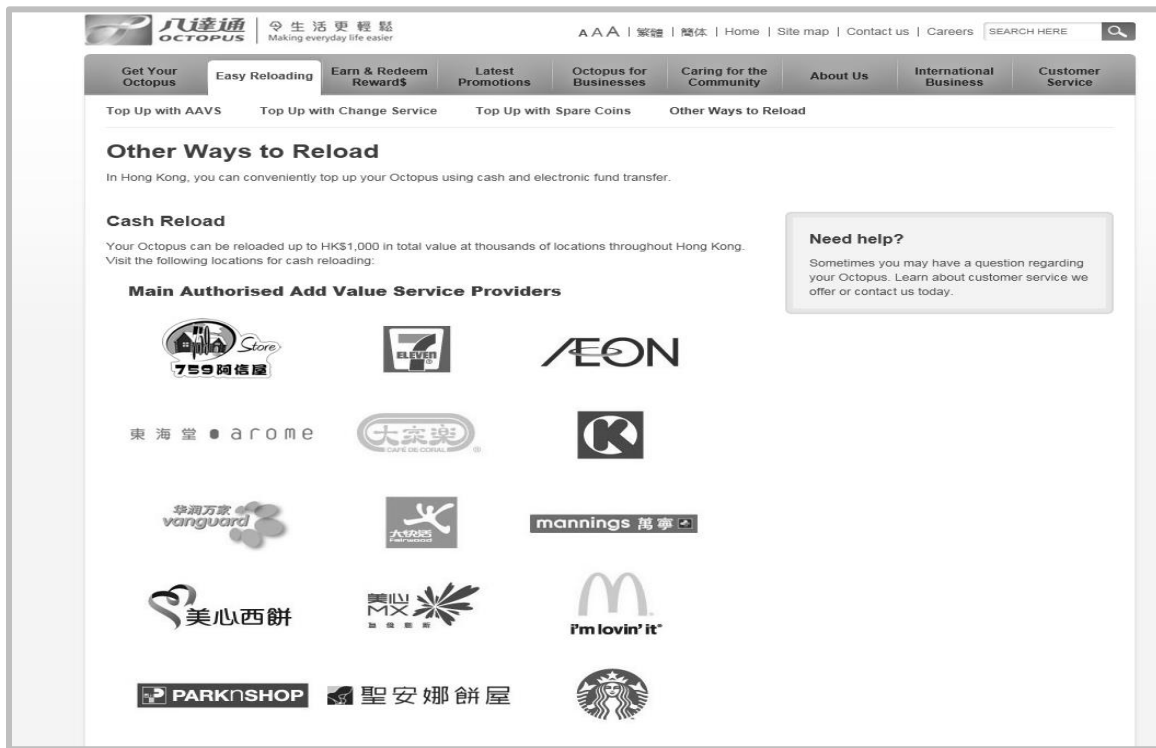 八達通 令生活更輕鬆
OCTOPUS Making everyday life easier
A A A | 繁體 | 簡体 | Home | Site map | Contact us | Careers SEARCH HERE
Get Your Octopus
Easy Reloading
Earn & Redeem Reward$
Latest Promotions
Octopus for Businesses
Caring for the Community
About Us
International Business
Customer Service
Top Up with AAVS Top Up with Change Service Top Up with Spare Coins Other Ways to Reload
Other Ways to Reload
In Hong Kong, you can conveniently top up your Octopus using cash and electronic fund transfer.
Cash Reload
Your Octopus can be reloaded up to HK$1,000 in total value at thousands of locations throughout Hong Kong.
Visit the following locations for cash reloading:
Need help?
Sometimes you may have a question regarding
your Octopus. Learn about customer service we
offer or contact us today.
Main Authorised Add Value Service Providers
Store
759阿信屋
7 ELEVEN
ÆON
東海堂 arome
大家樂
CAFÉ DE CORAL
K
华润万家
vanguard
大快活
Fairwood
mannings 萬寧
美心西餅
美心
MX
M
i'm lovin' it
PARKNSHOP
聖安娜餅屋